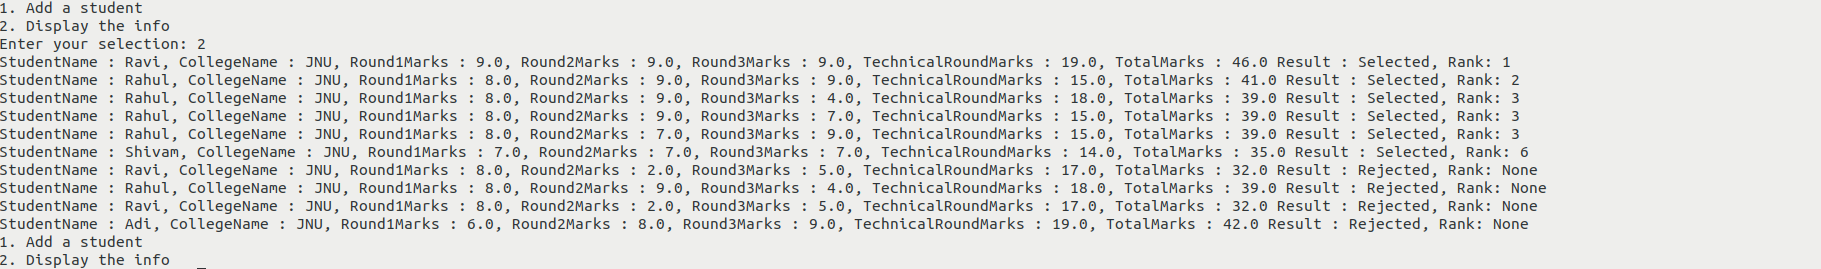 1. Add a student
2. Display the info
Enter your selection: 2
StudentName : Ravi, CollegeName : JNU, Round1Marks : 9.0, Round2Marks : 9.0, Round3Marks : 9.0, TechnicalRoundMarks : 19.0, TotalMarks : 46.0 Result : Selected, Rank: 1
StudentName : Rahul, CollegeName : JNU, Round1Marks : 8.0, Round2Marks : 9.0, Round3Marks : 9.0, TechnicalRoundMarks : 15.0, TotalMarks : 41.0 Result : Selected, Rank: 2
StudentName : Rahul, CollegeName : JNU, Round1Marks : 8.0, Round2Marks : 9.0, Round3Marks : 4.0, TechnicalRoundMarks : 18.0, TotalMarks : 39.0 Result : Selected, Rank: 3
StudentName : Rahul, CollegeName : JNU, Round1Marks : 8.0, Round2Marks : 9.0, Round3Marks : 7.0, TechnicalRoundMarks : 15.0, TotalMarks : 39.0 Result : Selected, Rank: 3
StudentName : Rahul, CollegeName : JNU, Round1Marks : 8.0, Round2Marks : 7.0, Round3Marks : 9.0, TechnicalRoundMarks : 15.0, TotalMarks : 39.0 Result : Selected, Rank: 3
StudentName : Shivam, CollegeName : JNU, Round1Marks : 7.0, Round2Marks : 7.0, Round3Marks : 7.0, TechnicalRoundMarks : 14.0, TotalMarks : 35.0 Result : Selected, Rank: 6
StudentName : Ravi, CollegeName : JNU, Round1Marks : 8.0, Round2Marks : 2.0, Round3Marks : 5.0, TechnicalRoundMarks : 17.0, TotalMarks : 32.0 Result : Rejected, Rank: None
StudentName : Rahul, CollegeName : JNU, Round1Marks : 8.0, Round2Marks : 9.0, Round3Marks : 4.0, TechnicalRoundMarks : 18.0, TotalMarks : 39.0 Result : Rejected, Rank: None
StudentName : Ravi, CollegeName : JNU, Round1Marks : 8.0, Round2Marks : 2.0, Round3Marks : 5.0, TechnicalRoundMarks : 17.0, TotalMarks : 32.0 Result : Rejected, Rank: None
StudentName : Adi, CollegeName : JNU, Round1Marks : 6.0, Round2Marks : 8.0, Round3Marks : 9.0, TechnicalRoundMarks : 19.0, TotalMarks : 42.0 Result : Rejected, Rank: None
1. Add a student
2. Display the info